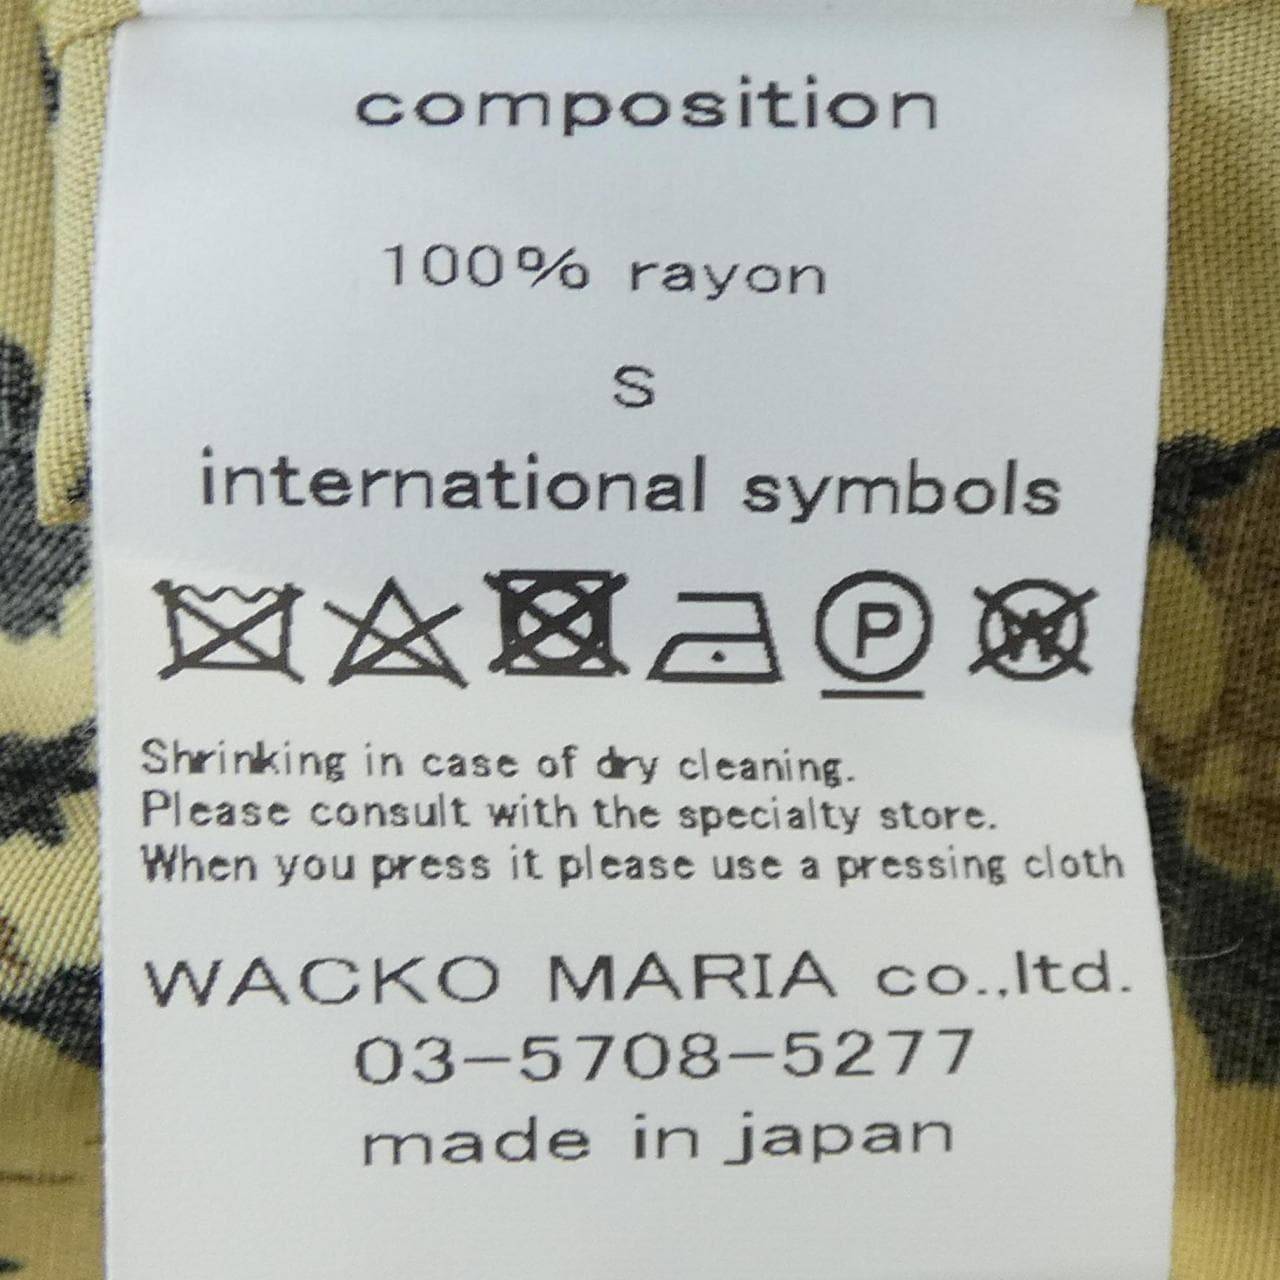 composition
100% rayon
S
international symbols
P W
Shrinking in case of dry cleaning.
Please consult with the specialty store.
When you press it please use a pressing cloth
WACKO MARIA co.,ltd.
03-5708-5277
made in japan